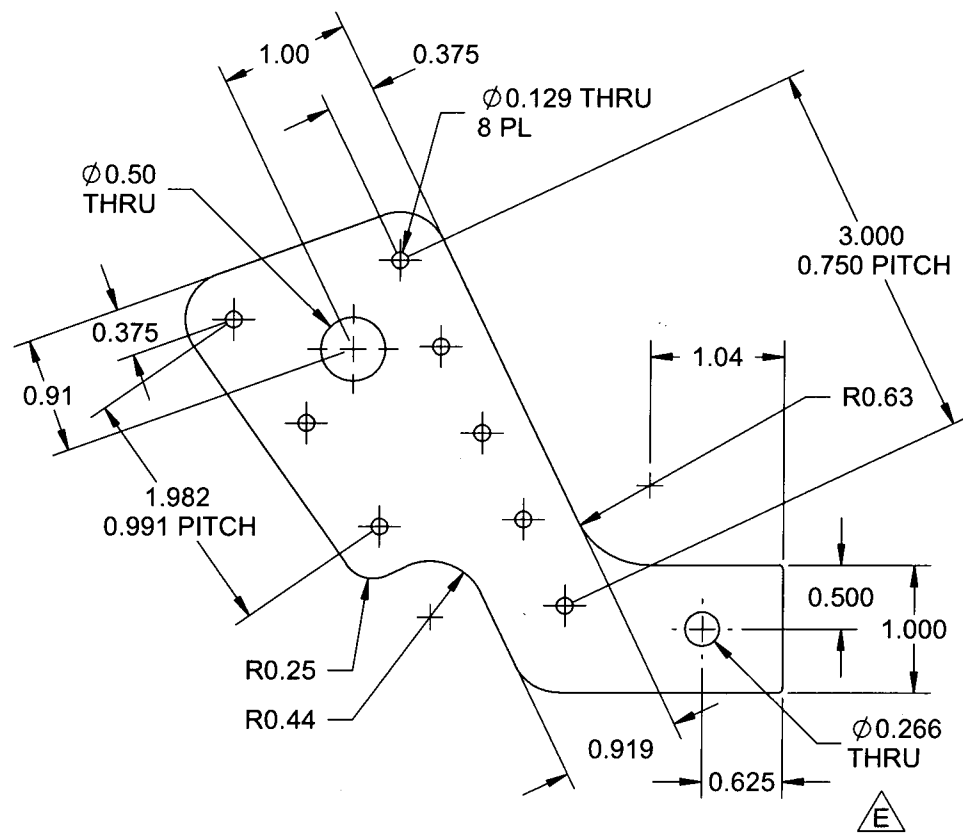 1.00
0.375
∅0.129 THRU
8 PL
∅0.50
THRU
3.000
0.750 PITCH
0.375
1.04
0.91
R0.63
1.982
0.991 PITCH
0.500
1.000
R0.25
R0.44
0.919
∅0.266
THRU
0.625
E